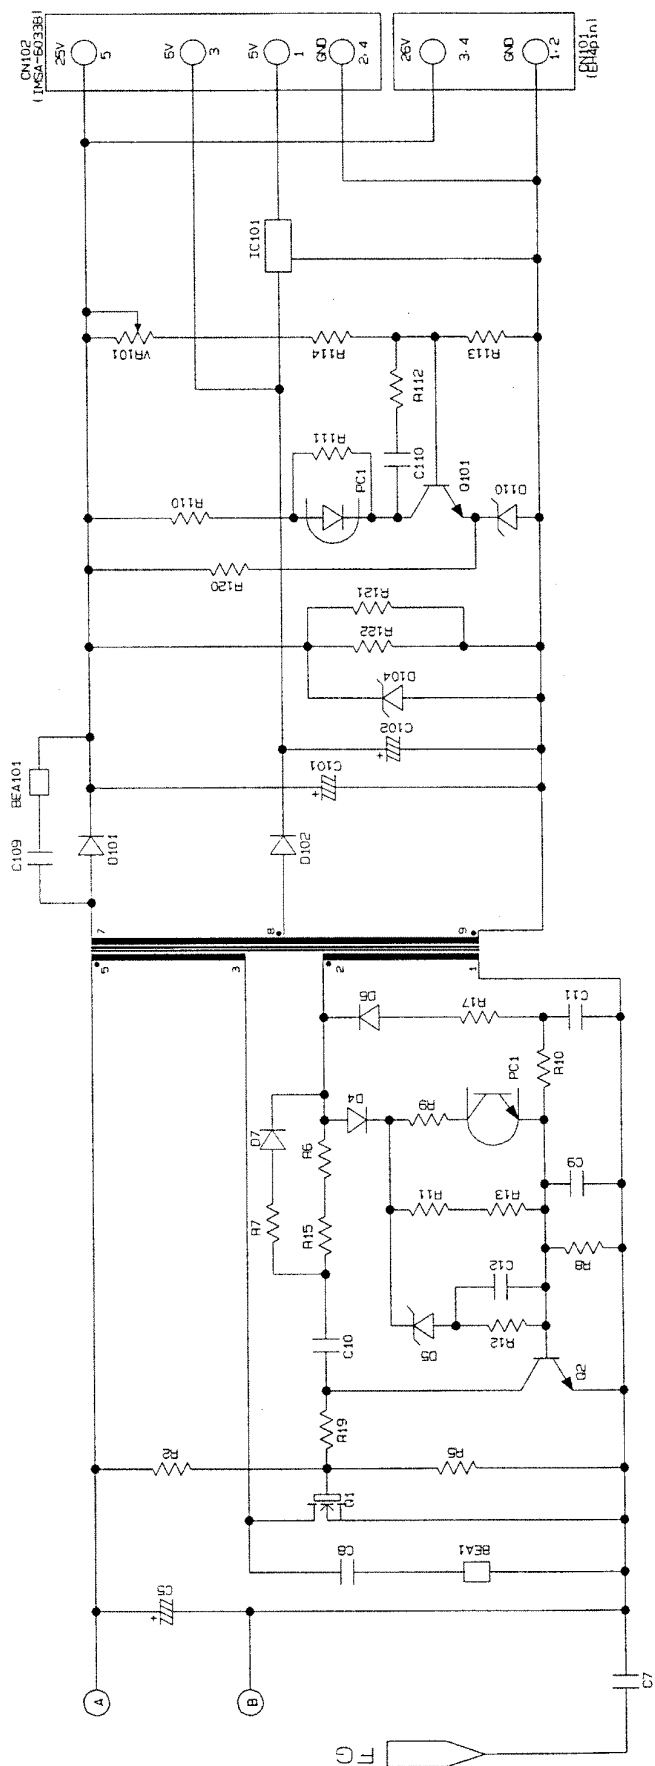 CN102
(IMSA-6033B)
25V
5
6V
3
5V
1
GND
2.4
26V
3.4
GND
1.2
CN101
(EH4pin)
IC101
VR101
R114
R113
R112
R111
C110
PC1
R110
Q101
D110
R120
R121
R122
D104
C102
C101
BEA101
C109
D101
D102
7
8
9
5
3
2
1
D6
R17
C11
R10
PC1
D4
R9
D7
R6
R7
R15
R11
R13
C9
R8
C12
D5
R12
C10
Q2
R19
R2
R5
Q1
C8
BEA1
C5
A
B
C7
FG